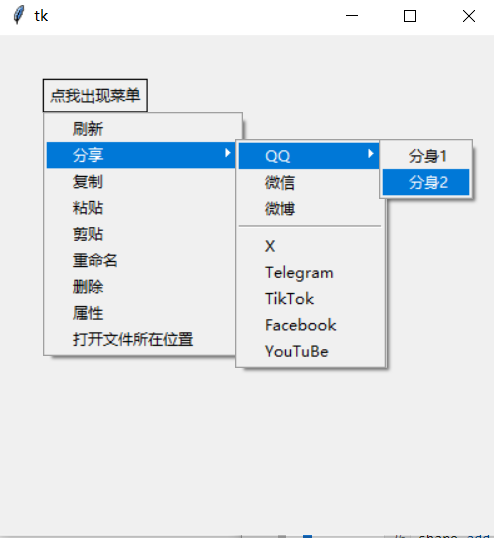 tk
点我出现菜单
刷新
分享
复制
粘贴
剪贴
重命名
删除
属性
打开文件所在位置
QQ
微信
微博
X
Telegram
TikTok
Facebook
YouTuBe
分身1
分身2